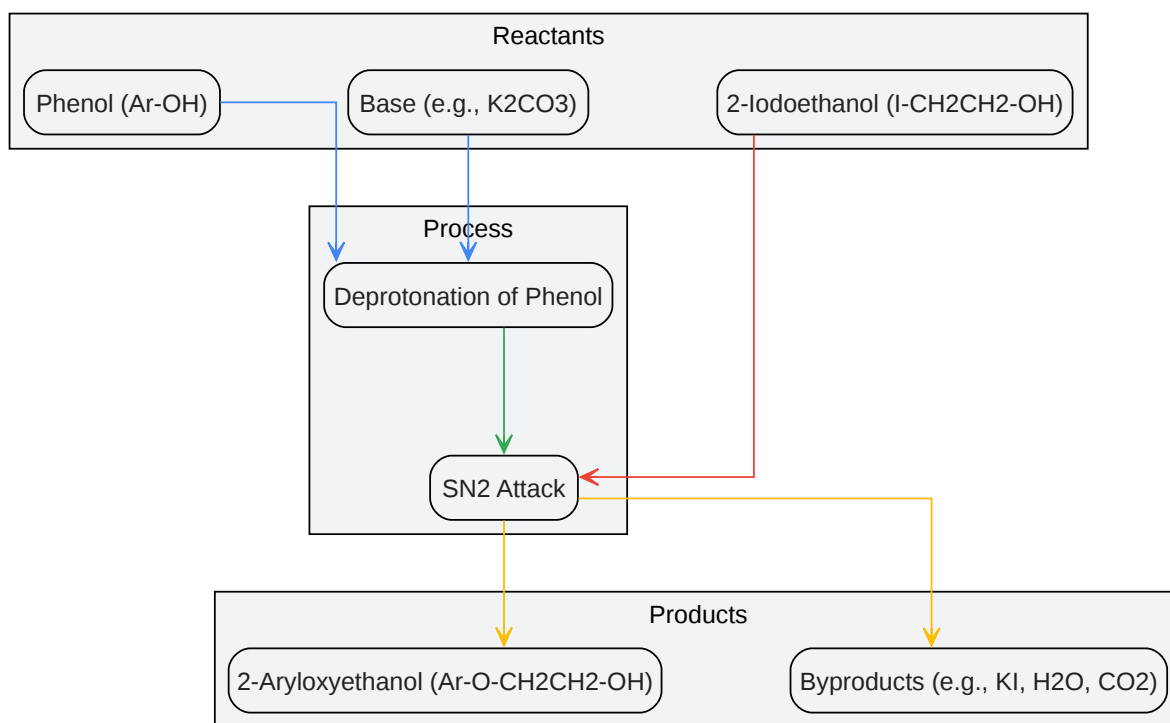 Reactants
Phenol (Ar-OH)
Base (e.g., K2CO3)
2-Iodoethanol (I-CH2CH2-OH)
Process
Deprotonation of Phenol
SN2 Attack
Products
2-Aryloxyethanol (Ar-O-CH2CH2-OH)
Byproducts (e.g., KI, H2O, CO2)